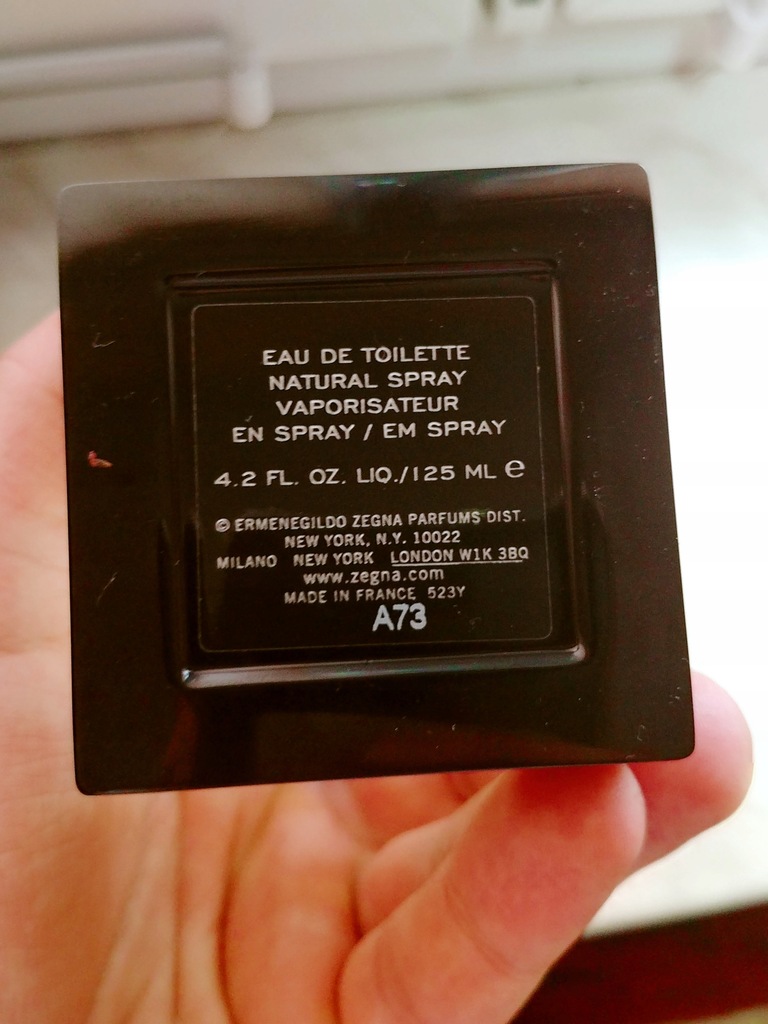 EAU DE TOILETTE
NATURAL SPRAY
VAPORISATEUR
EN SPRAY / EM SPRAY
4.2 FL. OZ. LIQ./125 ML e
© ERMENEGILDO ZEGNA PARFUMS DIST.
NEW YORK, N.Y. 10022
MILANO NEW YORK LONDON W1K 3BQ
www.zegna.com
MADE IN FRANCE 523Y
A73